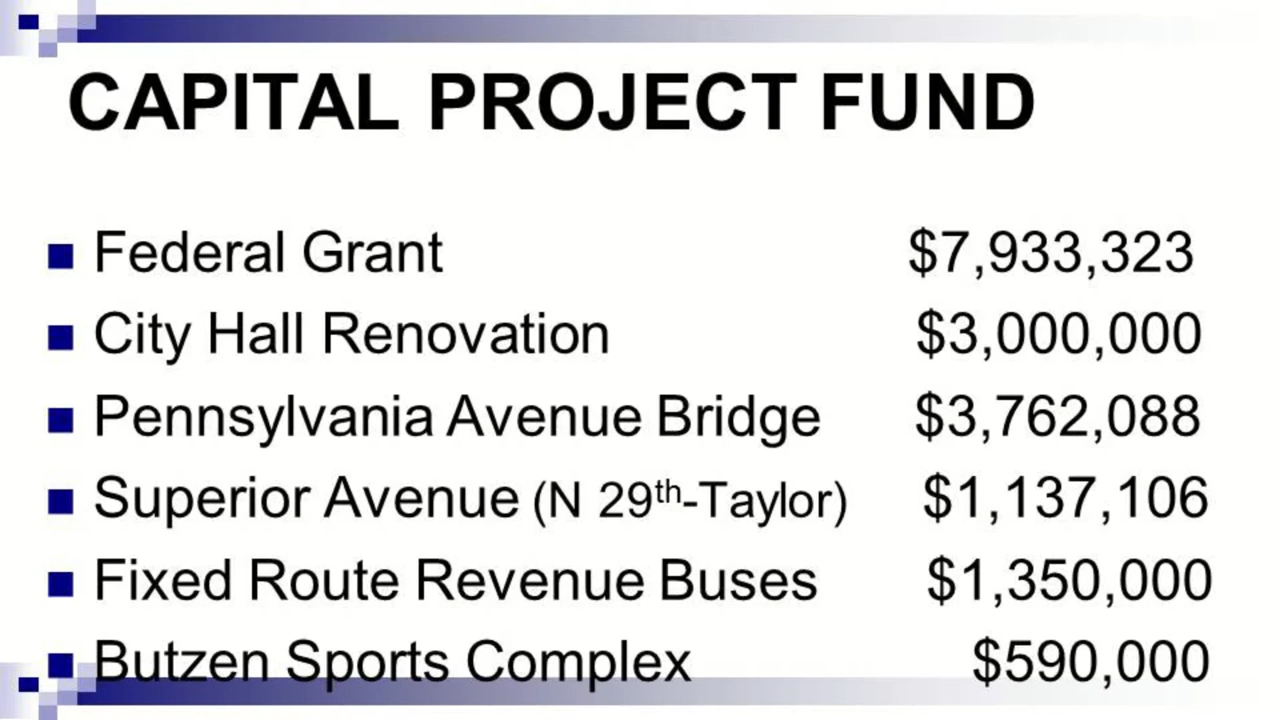 CAPITAL PROJECT FUND
Federal Grant $7,933,323
City Hall Renovation $3,000,000
Pennsylvania Avenue Bridge $3,762,088
Superior Avenue (N 29th-Taylor) $1,137,106
Fixed Route Revenue Buses $1,350,000
Butzen Sports Complex $590,000